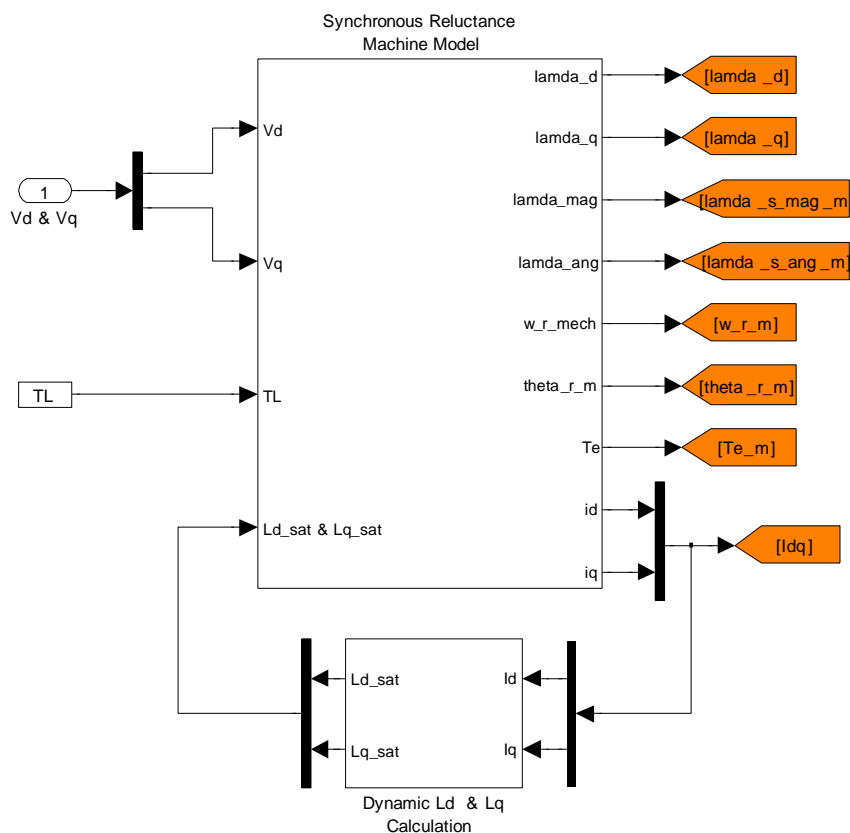 Synchronous Reluctance
Machine Model
lamda_d
[lamda _d]
Vd
lamda_q
[lamda _q]
1
Vd & Vq
lamda_mag
[lamda _s_mag _m
Vq
lamda_ang
[lamda _s_ang _m]
w_r_mech
[w_r_m]
TL
TL
theta_r_m
[theta _r_m]
Te
[Te_m]
id
Ld_sat & Lq_sat
[Idq]
iq
Ld_sat
Id
Lq_sat
Iq
Dynamic Ld & Lq
Calculation